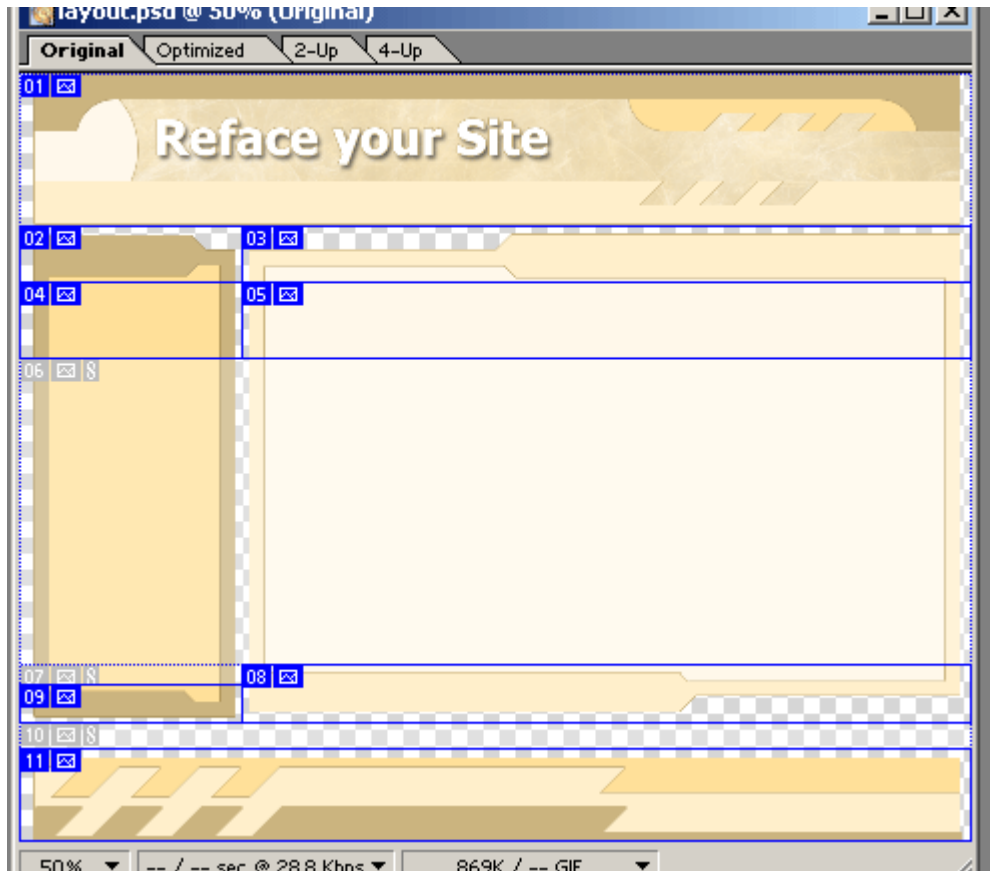 layout.psd @ 50% (Original)
Original Optimized 2-Up 4-Up
01
Reface your Site
02 03
04 05
06
07 08
09
10
11
50% -- / -- sec @ 28.8 Kbps 869K / -- GIF